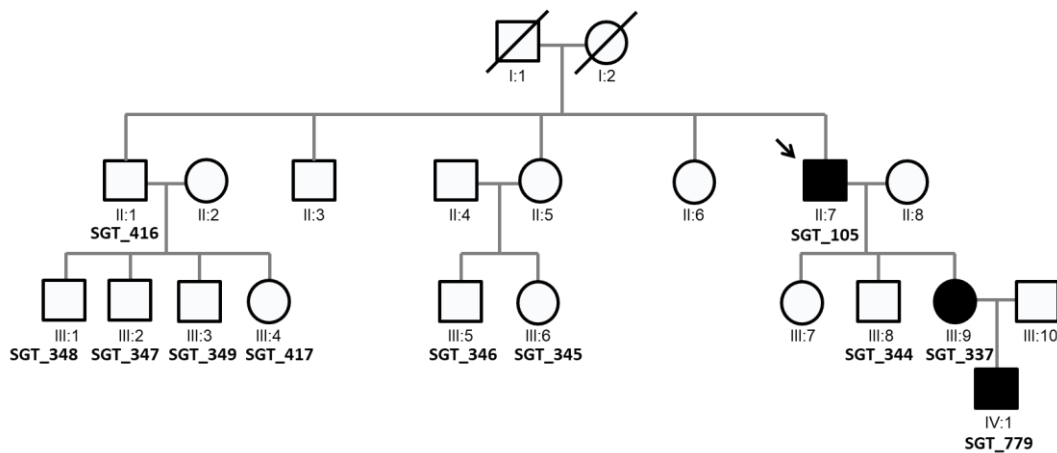 I:1 I:2
II:1 II:2 II:3 II:4 II:5 II:6 II:7 II:8
SGT_416 SGT_105
III:1 III:2 III:3 III:4 III:5 III:6 III:7 III:8 III:9 III:10
SGT_348 SGT_347 SGT_349 SGT_417 SGT_346 SGT_345 SGT_344 SGT_337
IV:1
SGT_779